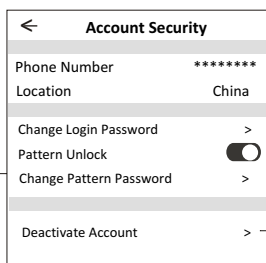 Account Security
Phone Number ********
Location China
Change Login Password >
Pattern Unlock
Change Pattern Password >
Deactivate Account >